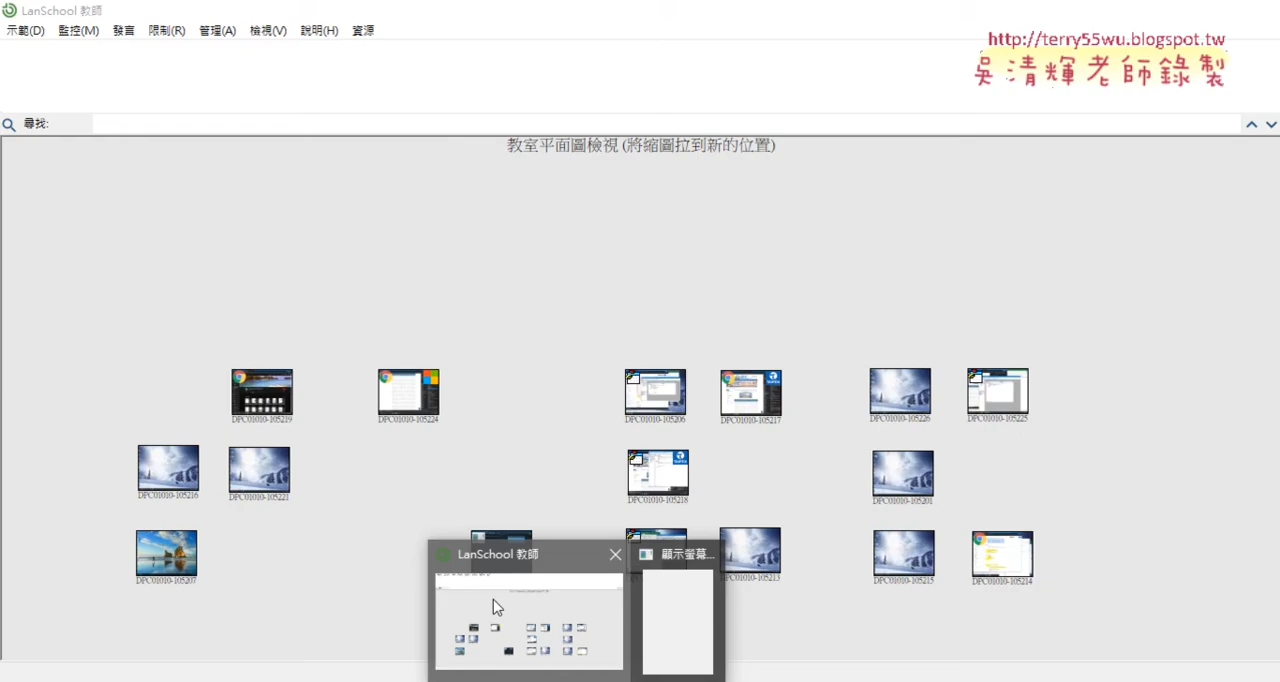 LanSchool 教師
示範(D) 監控(M) 發言 限制(R) 管理(A) 檢視(V) 說明(H) 資源
http://terry55wu.blogspot.tw
吳清輝老師錄製
尋找:
教室平面圖檢視 (將縮圖拉到新的位置)
DPC01010-105219
DPC01010-105224
DPC01010-105206
DPC01010-105217
DPC01010-105226
DPC01010-105225
DPC01010-105216
DPC01010-105221
DPC01010-105218
DPC01010-105201
DPC01010-105207
DPC01010-105213
DPC01010-105215
DPC01010-105214
LanSchool 教師
顯示螢幕...